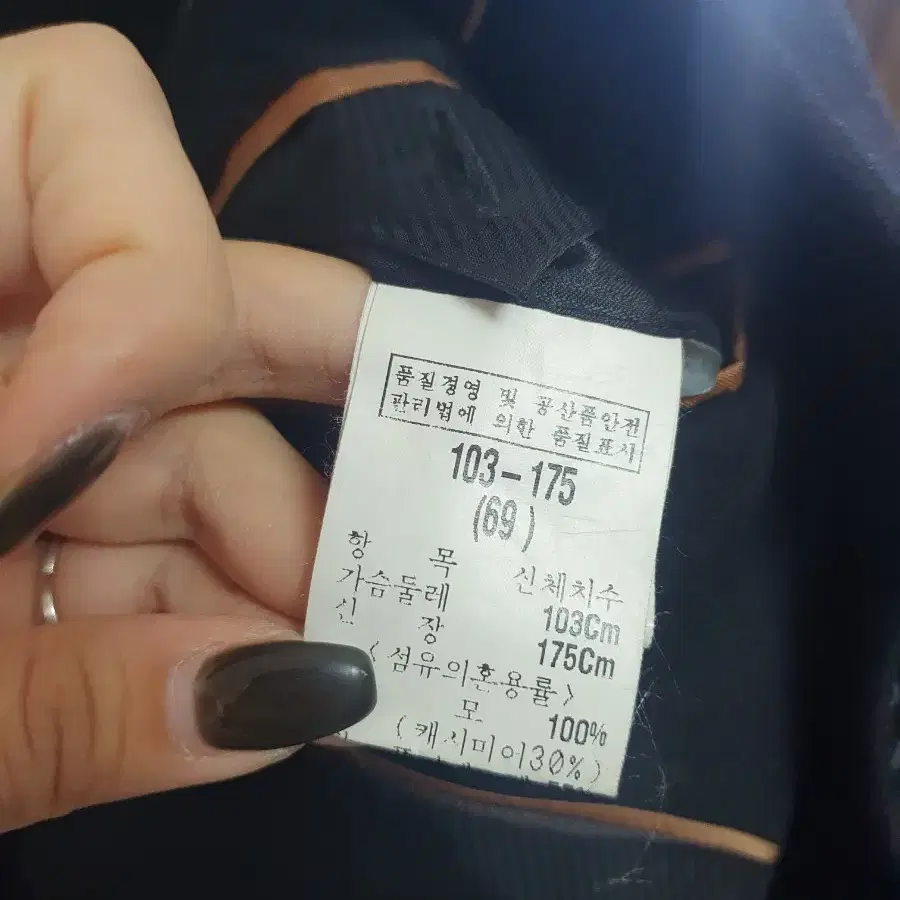 품질경영 및 공산품안전
관리법에 의한 품질표시
103-175
(69)
항 목 신체치수
가슴둘레 103Cm
신 장 175Cm
<섬유의혼용률>
모 100%
(캐시미어30%)